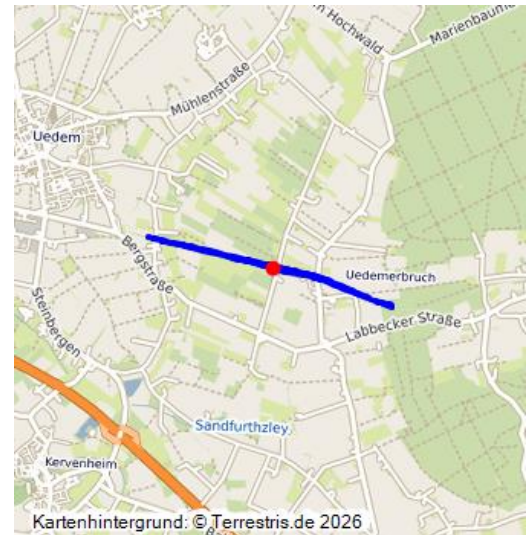 Hochwald
Marienbaum
Mühlenstraße
Uedem
Bergstraße
Uedemerbruch
Steinbergen
Labbecker Straße
Sandfurthzley
Kervenheim
Kartenhintergrund: © Terrestris.de 2026